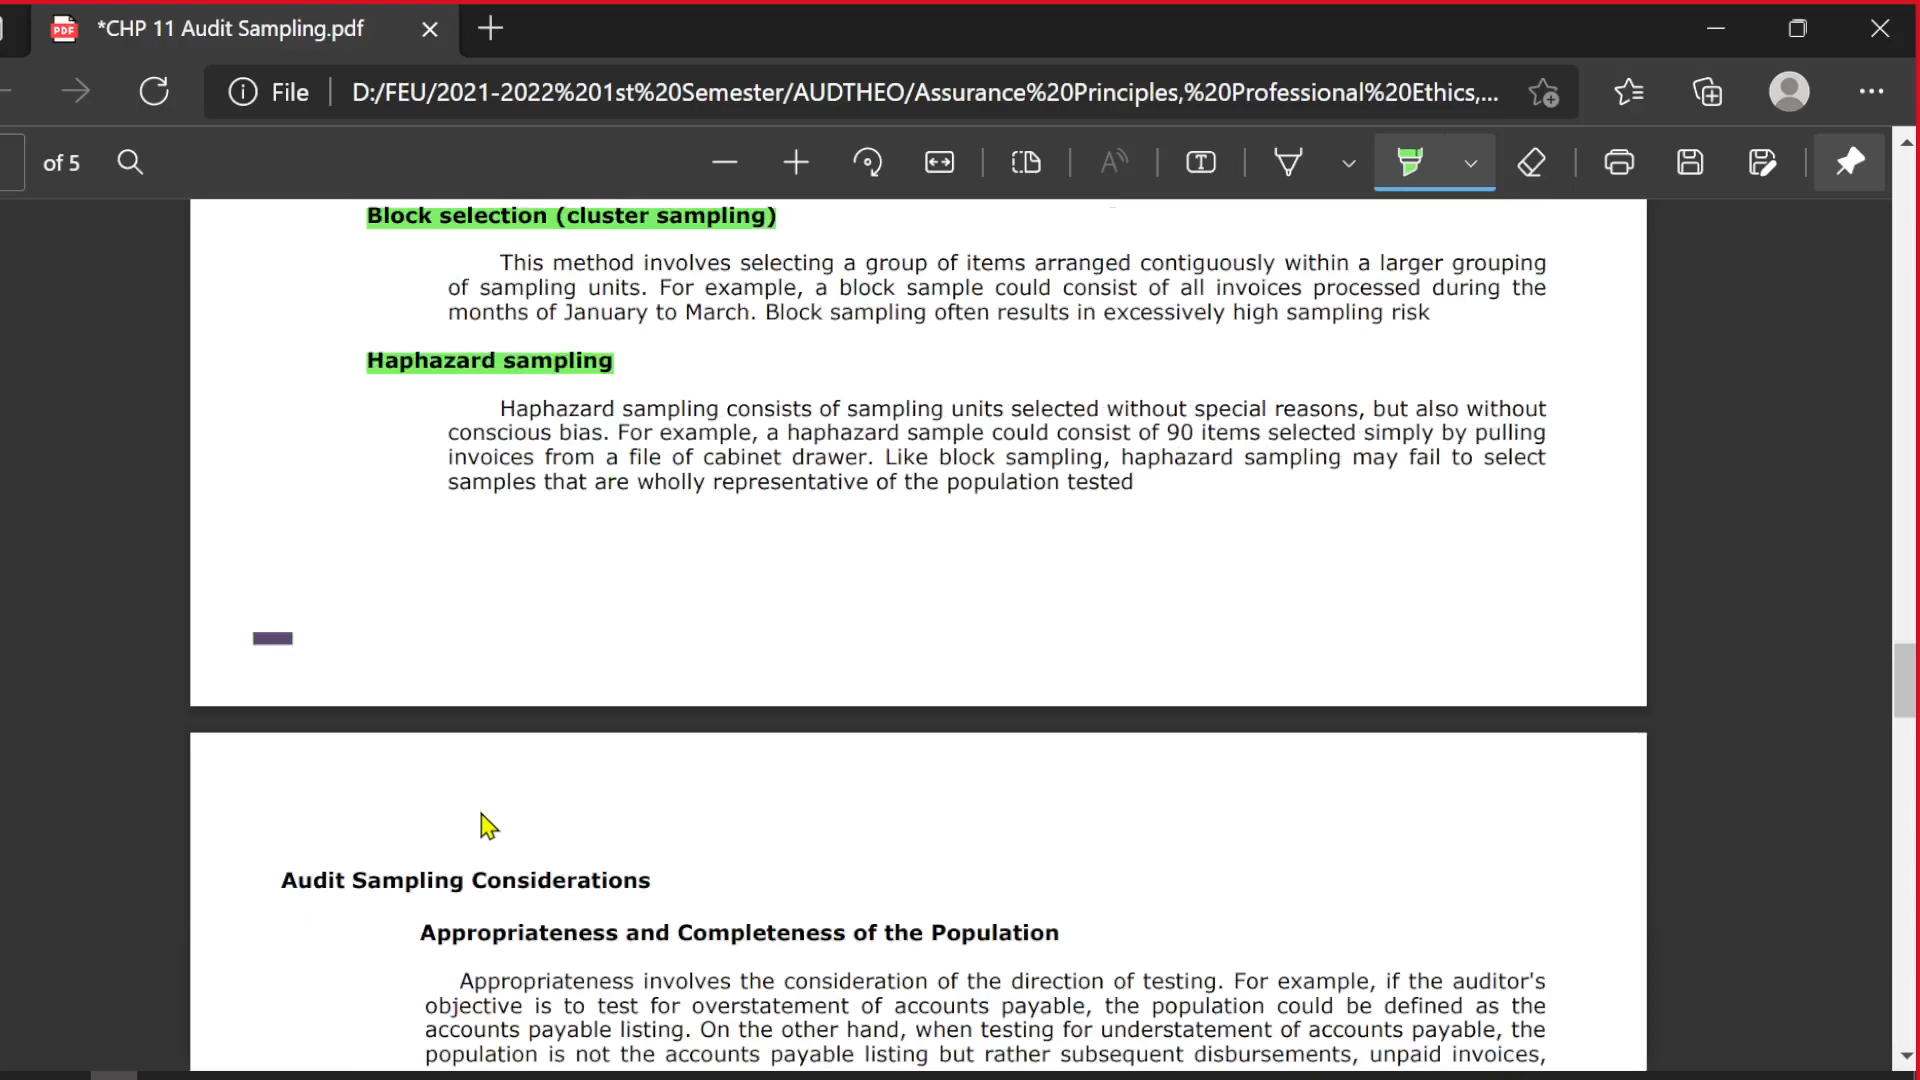 *CHP 11 Audit Sampling.pdf
File D:/FEU/2021-2022%201st%20Semester/AUDTHEO/Assurance%20Principles,%20Professional%20Ethics,...
of 5
Block selection (cluster sampling)
This method involves selecting a group of items arranged contiguously within a larger grouping
of sampling units. For example, a block sample could consist of all invoices processed during the
months of January to March. Block sampling often results in excessively high sampling risk
Haphazard sampling
Haphazard sampling consists of sampling units selected without special reasons, but also without
conscious bias. For example, a haphazard sample could consist of 90 items selected simply by pulling
invoices from a file of cabinet drawer. Like block sampling, haphazard sampling may fail to select
samples that are wholly representative of the population tested
Audit Sampling Considerations
Appropriateness and Completeness of the Population
Appropriateness involves the consideration of the direction of testing. For example, if the auditor's
objective is to test for overstatement of accounts payable, the population could be defined as the
accounts payable listing. On the other hand, when testing for understatement of accounts payable, the
population is not the accounts payable listing but rather subsequent disbursements, unpaid invoices,